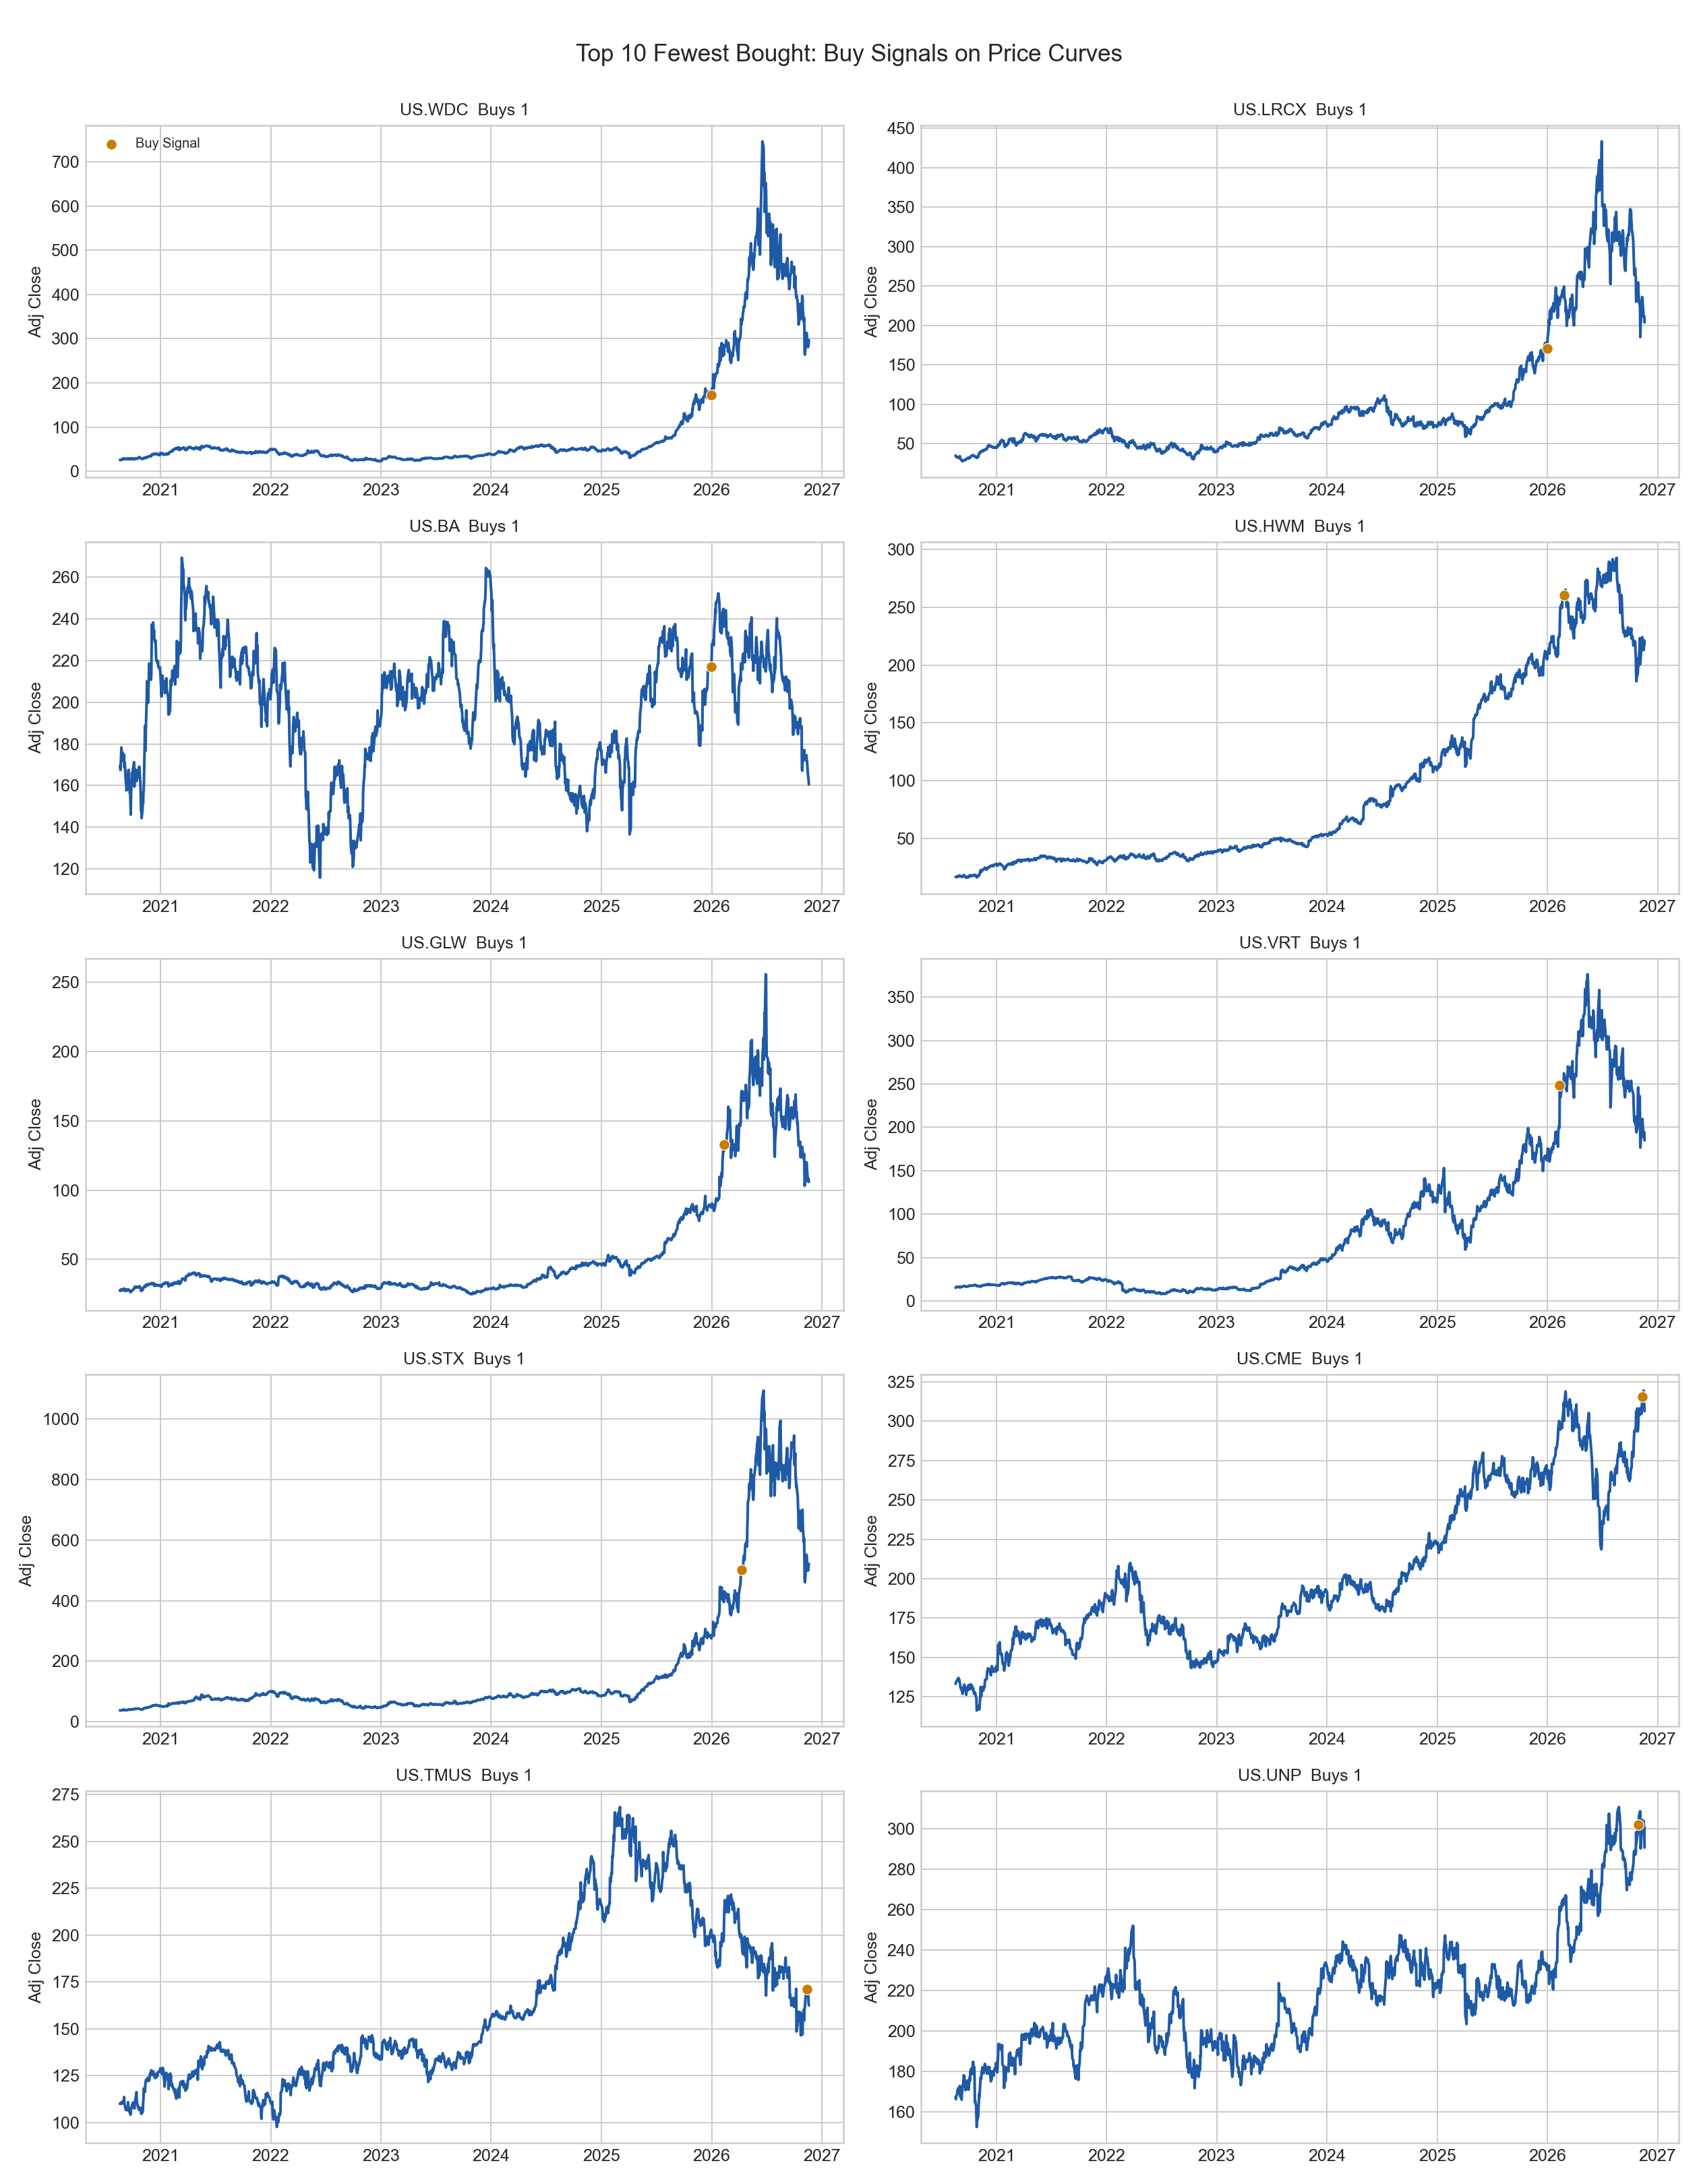 Top 10 Fewest Bought: Buy Signals on Price Curves
US.WDC  Buys 1
Buy Signal
Adj Close
700
600
500
400
300
200
100
0
2021 2022 2023 2024 2025 2026 2027
US.LRCX  Buys 1
Adj Close
450
400
350
300
250
200
150
100
50
2021 2022 2023 2024 2025 2026 2027
US.BA  Buys 1
Adj Close
260
240
220
200
180
160
140
120
2021 2022 2023 2024 2025 2026 2027
US.HWM  Buys 1
Adj Close
300
250
200
150
100
50
2021 2022 2023 2024 2025 2026 2027
US.GLW  Buys 1
Adj Close
250
200
150
100
50
2021 2022 2023 2024 2025 2026 2027
US.VRT  Buys 1
Adj Close
350
300
250
200
150
100
50
0
2021 2022 2023 2024 2025 2026 2027
US.STX  Buys 1
Adj Close
1000
800
600
400
200
0
2021 2022 2023 2024 2025 2026 2027
US.CME  Buys 1
Adj Close
325
300
275
250
225
200
175
150
125
2021 2022 2023 2024 2025 2026 2027
US.TMUS  Buys 1
Adj Close
275
250
225
200
175
150
125
100
2021 2022 2023 2024 2025 2026 2027
US.UNP  Buys 1
Adj Close
300
280
260
240
220
200
180
160
2021 2022 2023 2024 2025 2026 2027